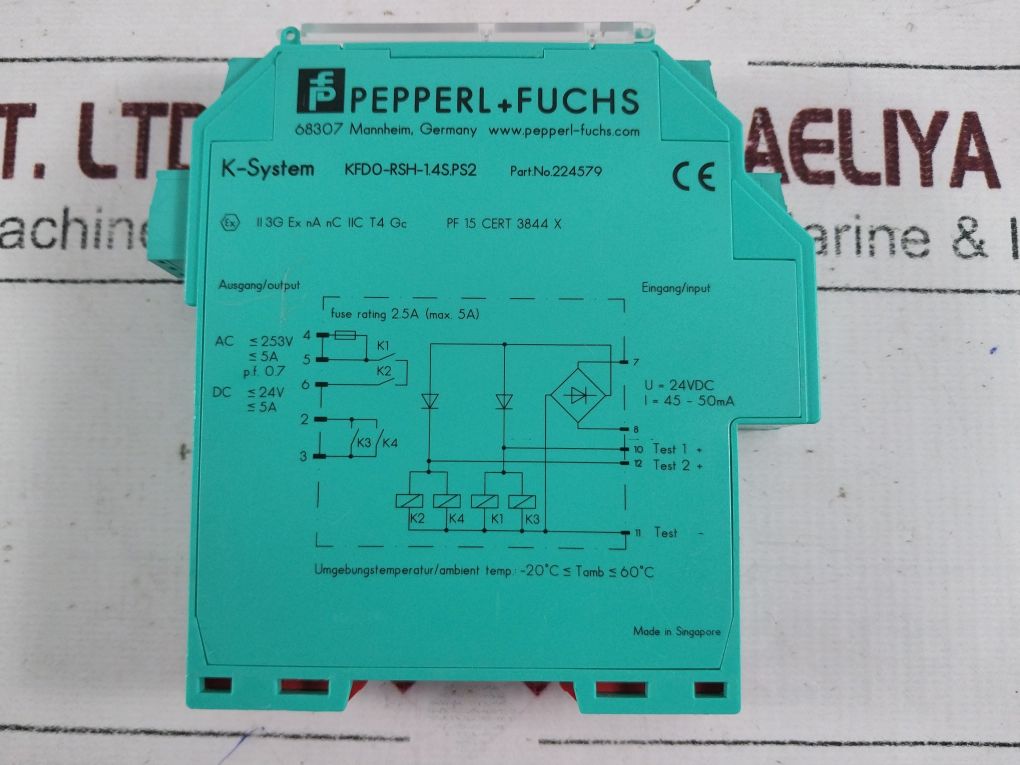 PEPPERL+FUCHS
68307 Mannheim, Germany www.pepperl-fuchs.com
K-System KFD0-RSH-1.4S.PS2 Part.No.224579 CE
Ex II 3G Ex nA nC IIC T4 Gc PF 15 CERT 3844 X
T. LTD
AELIYA
achine
arine & I
Ausgang/output
Eingang/input
fuse rating 2.5A (max. 5A)
AC ≤ 253V
≤ 5A
p.f. 0.7
DC ≤ 24V
≤ 5A
4
5
6
2
3
K1
K2
K3 K4
7
U = 24VDC
I = 45 - 50mA
8
10 Test 1 +
12 Test 2 +
K2 K4 K1 K3
11 Test -
Umgebungstemperatur/ambient temp.: -20°C ≤ Tamb ≤ 60°C
Made in Singapore